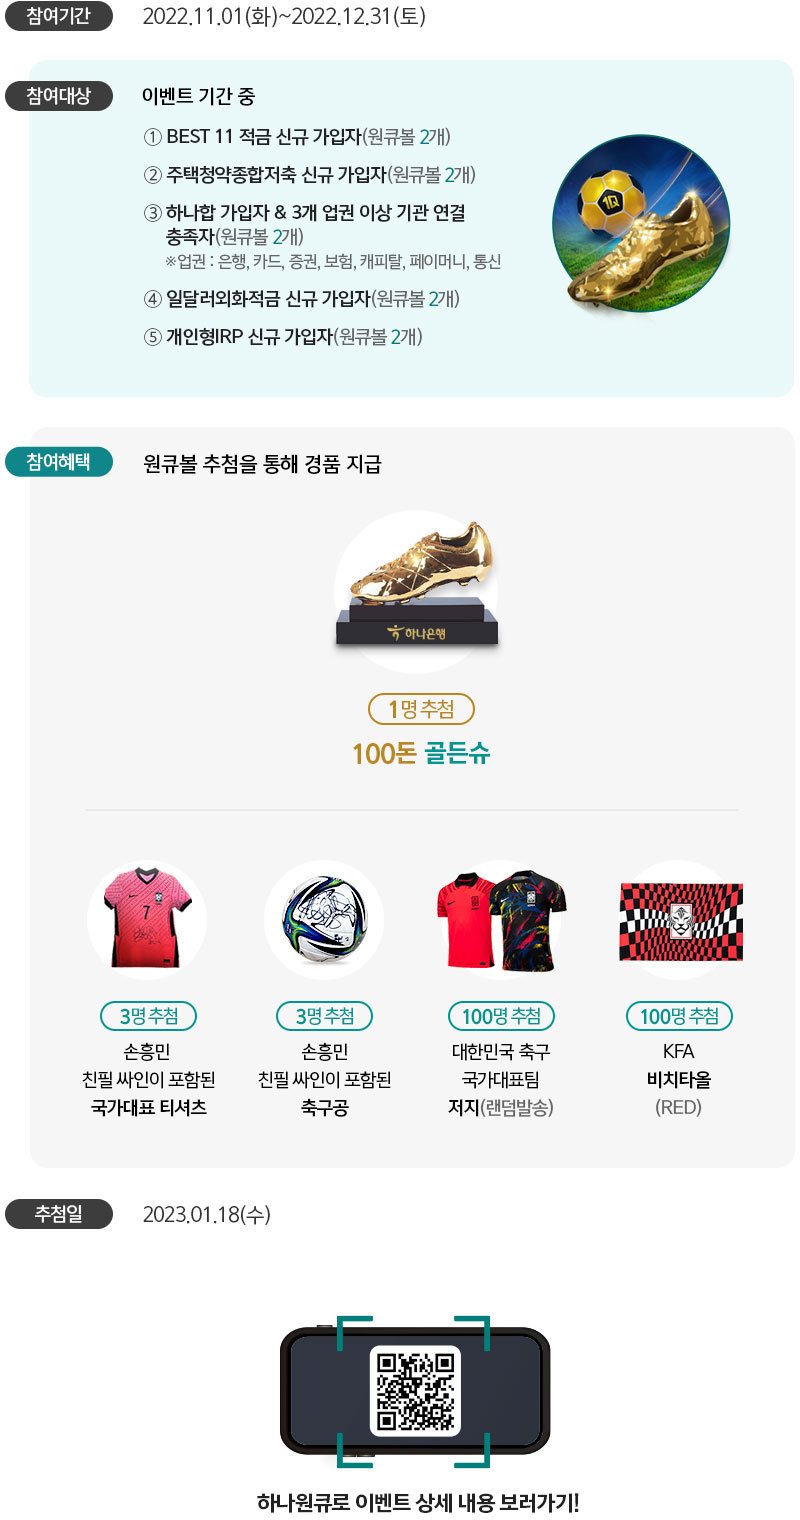 참여기간
2022.11.01(화)~2022.12.31(토)
참여대상
이벤트 기간 중
① BEST 11 적금 신규 가입자(원큐볼 2개)
② 주택청약종합저축 신규 가입자(원큐볼 2개)
③ 하나합 가입자 & 3개 업권 이상 기관 연결
충족자(원큐볼 2개)
※업권 : 은행, 카드, 증권, 보험, 캐피탈, 페이머니, 통신
④ 일달러외화적금 신규 가입자(원큐볼 2개)
⑤ 개인형IRP 신규 가입자(원큐볼 2개)
1Q
참여혜택
원큐볼 추첨을 통해 경품 지급
하나은행
1명 추첨
100돈 골든슈
7
3명 추첨
손흥민
친필 싸인이 포함된
국가대표 티셔츠
3명 추첨
손흥민
친필 싸인이 포함된
축구공
100명 추첨
대한민국 축구
국가대표팀
저지(랜덤발송)
100명 추첨
KFA
비치타올
(RED)
추첨일
2023.01.18(수)
하나원큐로 이벤트 상세 내용 보러가기!